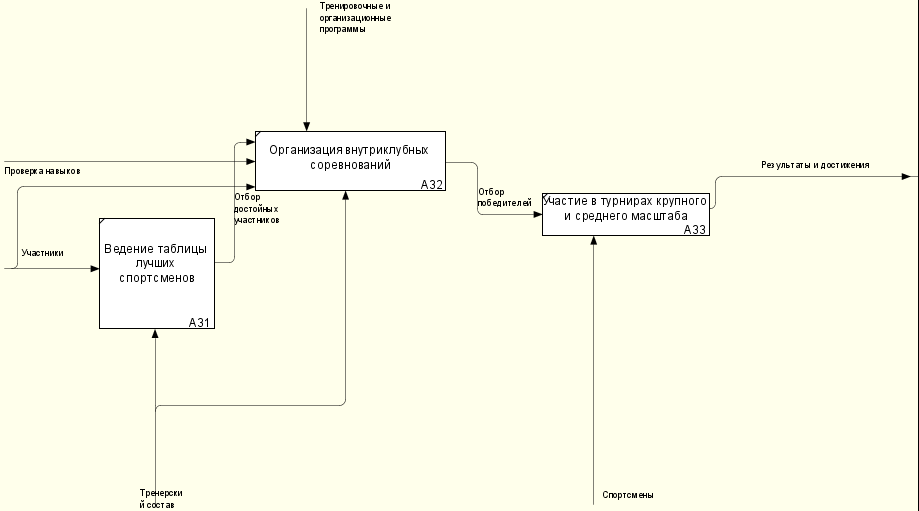 Тренировочные и
организационные
программы
Организация внутриклубных
соревнований
A32
Проверка навыков
Отбор
достойных
участников
Отбор
победителей
Результаты и достижения
Участие в турнирах крупного
и среднего масштаба
A33
Участники
Ведение таблицы
лучших
спортсменов
A31
Тренерски
й состав
Спортсмены